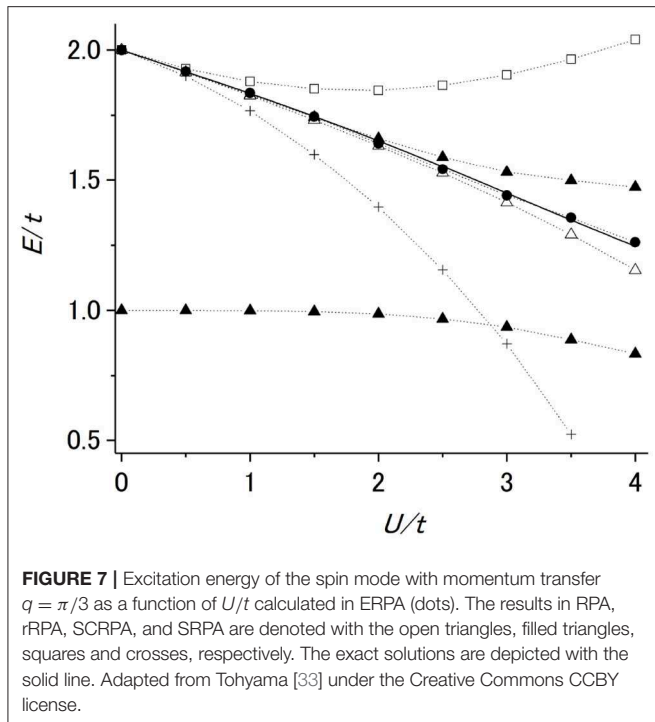 2.0
1.5
1.0
0.5
E/t
0
1
2
3
4
U/t
FIGURE 7 | Excitation energy of the spin mode with momentum transfer
q = π/3 as a function of U/t calculated in ERPA (dots). The results in RPA,
rRPA, SCRPA, and SRPA are denoted with the open triangles, filled triangles,
squares and crosses, respectively. The exact solutions are depicted with the
solid line. Adapted from Tohyama [33] under the Creative Commons CCBY
license.